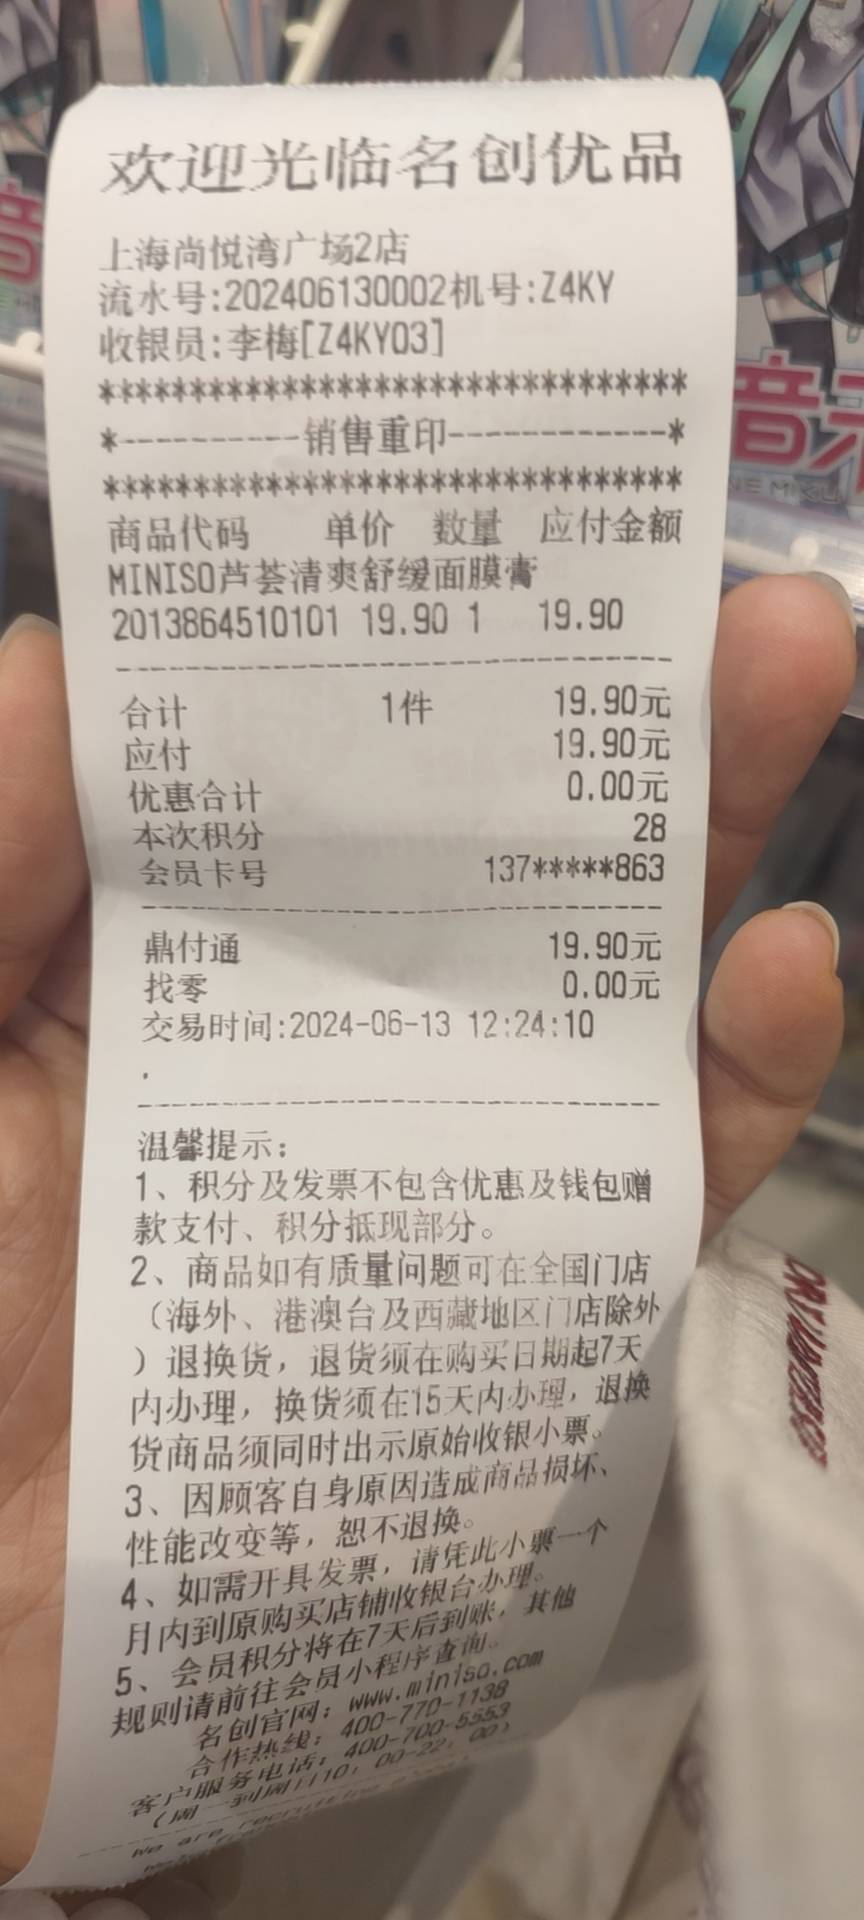 欢迎光临名创优品
上海尚悦湾广场2店
流水号:202406130002机号:Z4KY
收银员:李梅[Z4KY03]
********************************
*----------销售重印------------*
********************************
商品代码 单价 数量 应付金额
MINISO芦荟清爽舒缓面膜膏
2013864510101 19.90 1 19.90
--------------------------------
合计 1件 19.90元
应付 19.90元
优惠合计 0.00元
本次积分 28
会员卡号 137*****863
--------------------------------
鼎付通 19.90元
找零 0.00元
交易时间:2024-06-13 12:24:10
.
--------------------------------
温馨提示:
1、积分及发票不包含优惠及钱包赠
款支付、积分抵现部分。
2、商品如有质量问题可在全国门店
（海外、港澳台及西藏地区门店除外
）退换货，退货须在购买日期起7天
内办理，换货须在15天内办理，退换
货商品须同时出示原始收银小票。
3、因顾客自身原因造成商品损坏、
性能改变等，恕不退换。
4、如需开具发票，请凭此小票一个
月内到原购买店铺收银台办理。
5、会员积分将在7天后到账，其他
规则请前往会员小程序查询。
名创官网: www.miniso.com
合作热线: 400-770-1138
客户服务电话: 400-700-5553
(周一到周日10: 00-22: 00)
We are recruiting
音
音未